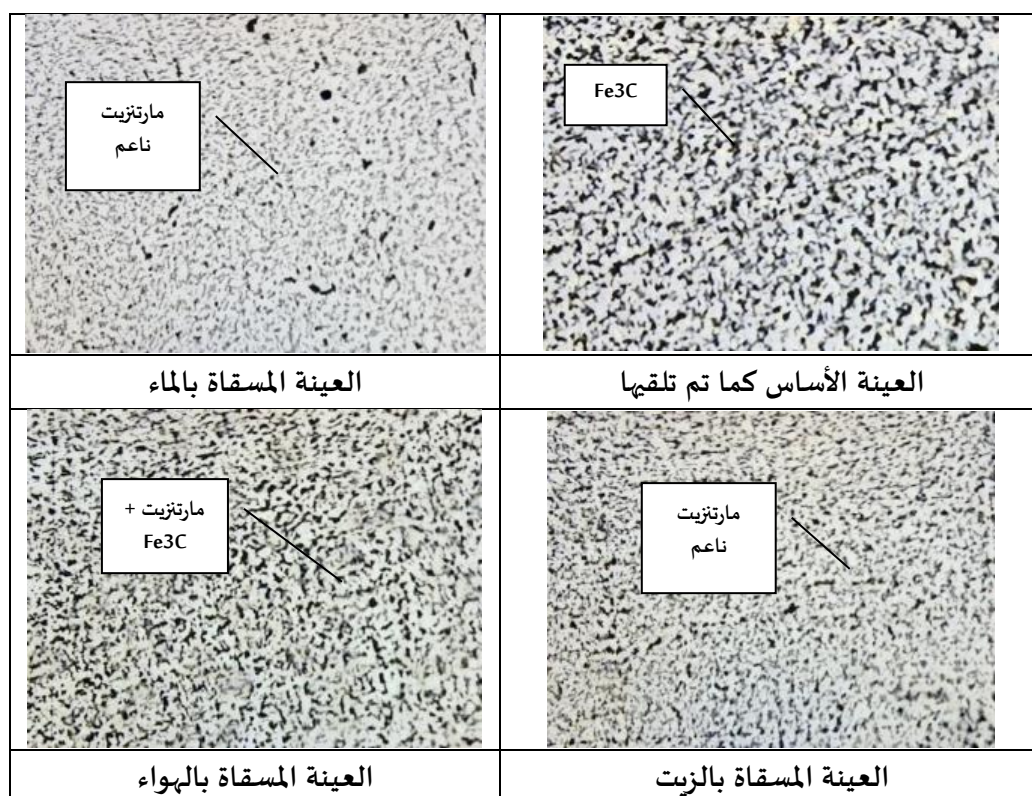 Fe3C
مارتنزيت
ناعم
العينة الأساس كما تم تلقيها
العينة المسقاة بالماء
مارتنزيت
ناعم
مارتنزيت +
Fe3C
العينة المسقاة بالزيت
العينة المسقاة بالهواء